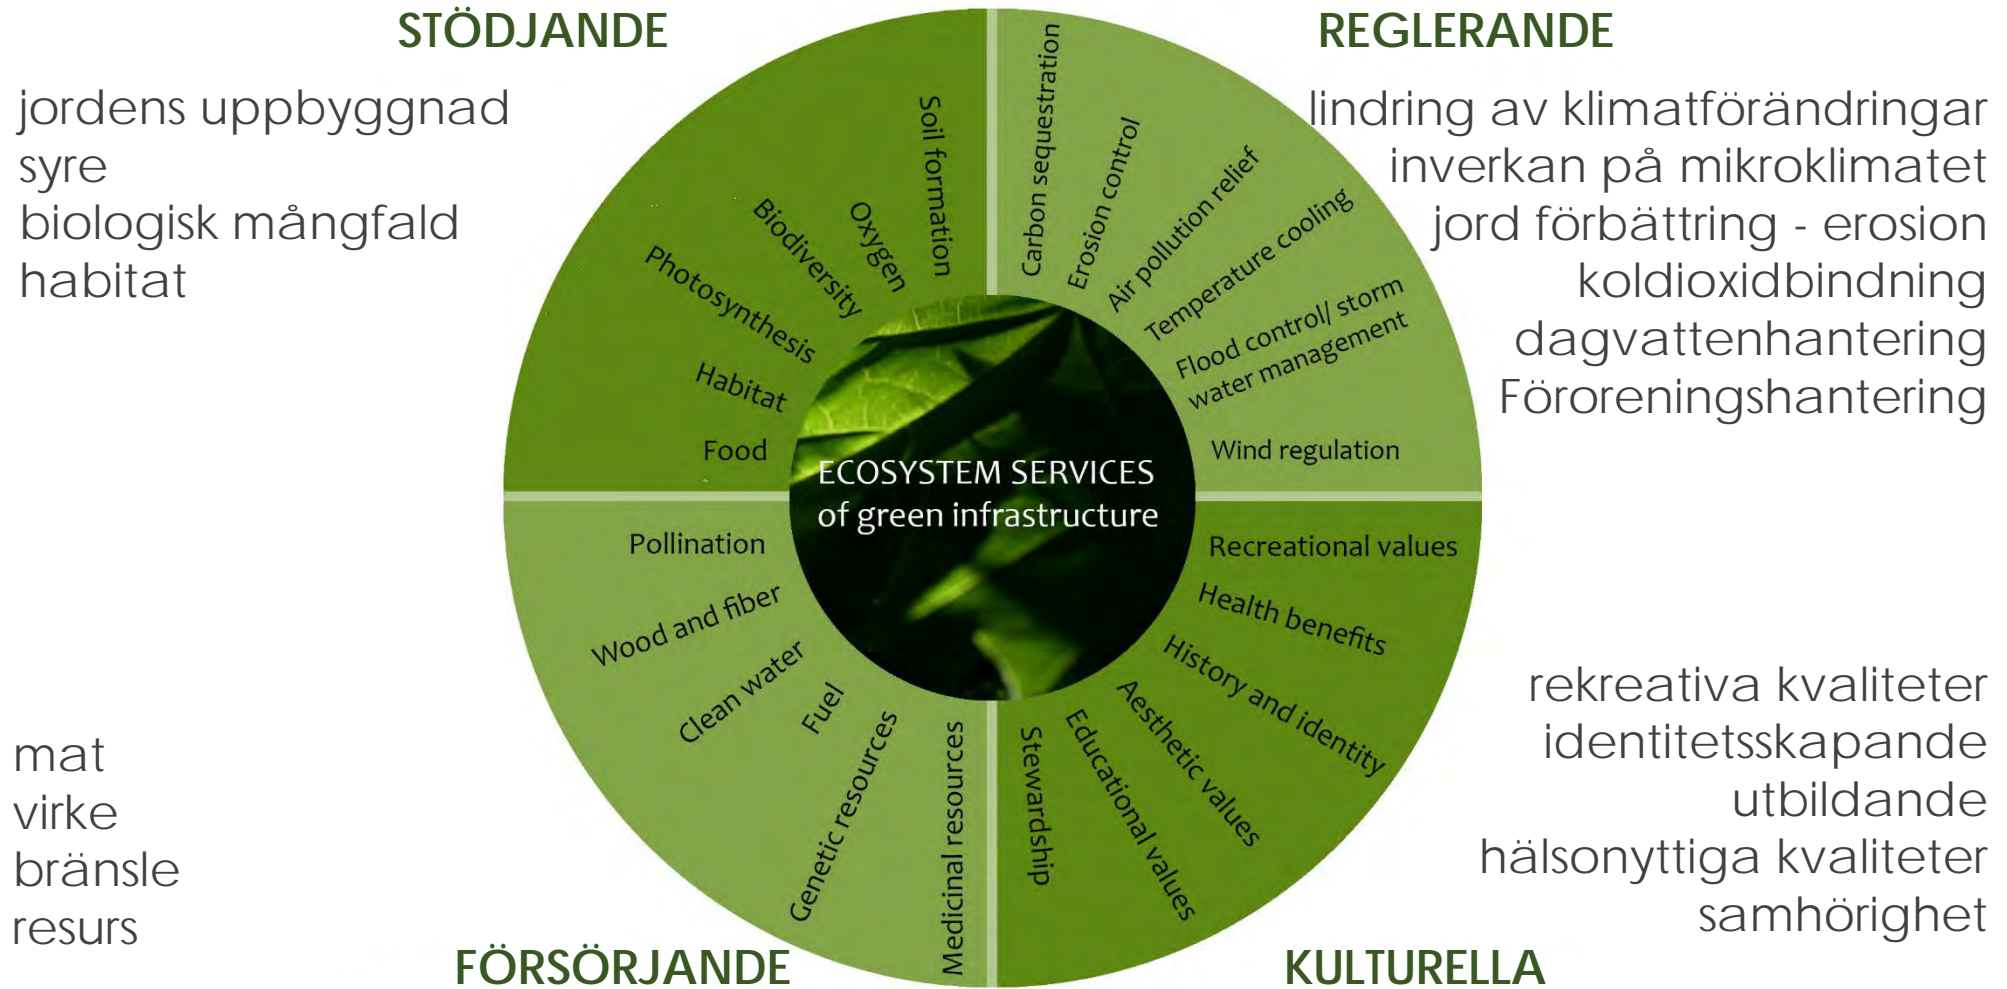 STÖDJANDE
jordens uppbyggnad
syre
biologisk mångfald
habitat
REGLERANDE
lindring av klimatförändringar
inverkan på mikroklimatet
jord förbättring - erosion
koldioxidbindning
dagvattenhantering
Föroreningshantering
Soil formation
Oxygen
Biodiversity
Photosynthesis
Habitat
Food
Carbon sequestration
Erosion control
Air pollution relief
Temperature cooling
Flood control/ storm
water management
Wind regulation
ECOSYSTEM SERVICES
of green infrastructure
Pollination
Wood and fiber
Clean water
Fuel
Genetic resources
Medicinal resources
Recreational values
Health benefits
History and identity
Aesthetic values
Educational values
Stewardship
mat
virke
bränsle
resurs
FÖRSÖRJANDE
rekreativa kvaliteter
identitetsskapande
utbildande
hälsonyttiga kvaliteter
samhörighet
KULTURELLA